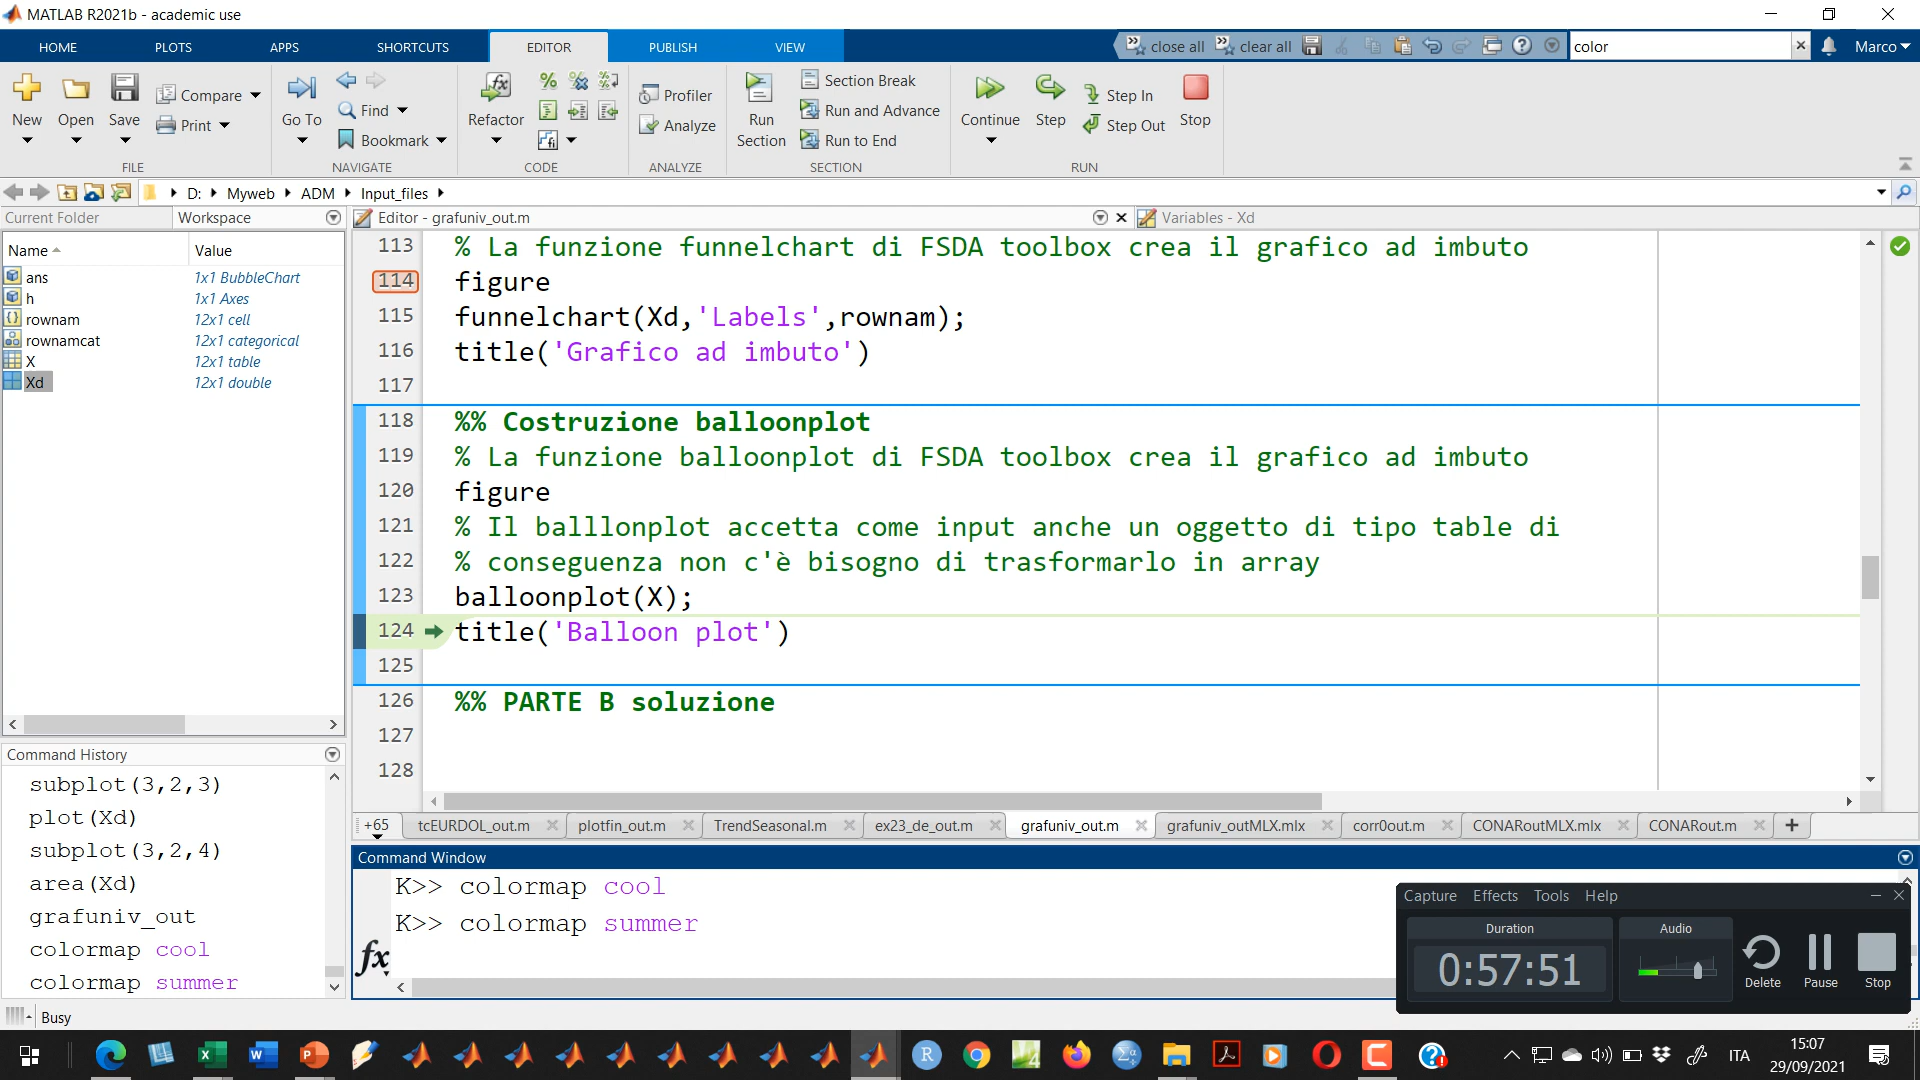 MATLAB R2021b - academic use
HOME PLOTS APPS SHORTCUTS EDITOR PUBLISH VIEW close all clear all color Marco
New Open Save Compare Print Go To Find Bookmark Refactor Profiler Analyze Run Section Section Break Run and Advance Run to End Continue Step Step In Step Out Stop
FILE NAVIGATE CODE ANALYZE SECTION RUN
D: Myweb ADM Input_files
Current Folder Workspace Editor - grafuniv_out.m Variables - Xd
Name Value
ans 1x1 BubbleChart
h 1x1 Axes
rownam 12x1 cell
rownamcat 12x1 categorical
X 12x1 table
Xd 12x1 double
113 % La funzione funnelchart di FSDA toolbox crea il grafico ad imbuto
114 figure
115 funnelchart(Xd,'Labels',rownam);
116 title('Grafico ad imbuto')
117
118 %% Costruzione balloonplot
119 % La funzione balloonplot di FSDA toolbox crea il grafico ad imbuto
120 figure
121 % Il balllonplot accetta come input anche un oggetto di tipo table di
122 % conseguenza non c'è bisogno di trasformarlo in array
123 balloonplot(X);
124 title('Balloon plot')
125
126 %% PARTE B soluzione
127
128
+65 tcEURDOL_out.m plotfin_out.m TrendSeasonal.m ex23_de_out.m grafuniv_out.m grafuniv_outMLX.mlx corr0out.m CONARoutMLX.mlx CONARout.m
Command History
subplot(3,2,3)
plot(Xd)
subplot(3,2,4)
area(Xd)
grafuniv_out
colormap cool
colormap summer
Command Window
K>> colormap cool
K>> colormap summer
fx
Capture Effects Tools Help
Duration Audio
0:57:51
Delete Pause Stop
Busy
ITA
15:07
29/09/2021